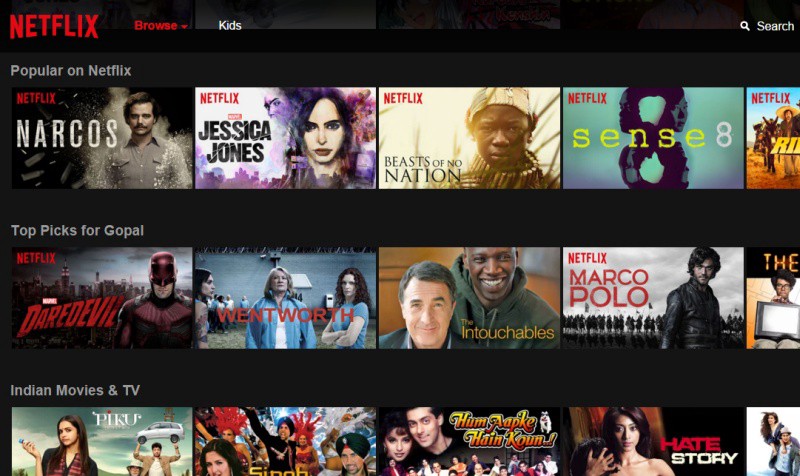 NETFLIX
Browse
Kids
Search
Popular on Netflix
NETFLIX
NARCOS
NETFLIX
MARVEL
JESSICA
JONES
NETFLIX
BEASTS OF NO
NATION
NETFLIX
sense8
NETFLIX
Top Picks for Gopal
NETFLIX
MARVEL
DAREDEVIL
WENTWORTH
The
Intouchables
NETFLIX
MARCO
POLO
THE
Indian Movies & TV
PIKU
Singh
Hum Aapke
Hain Koun..!
HATE
STORY